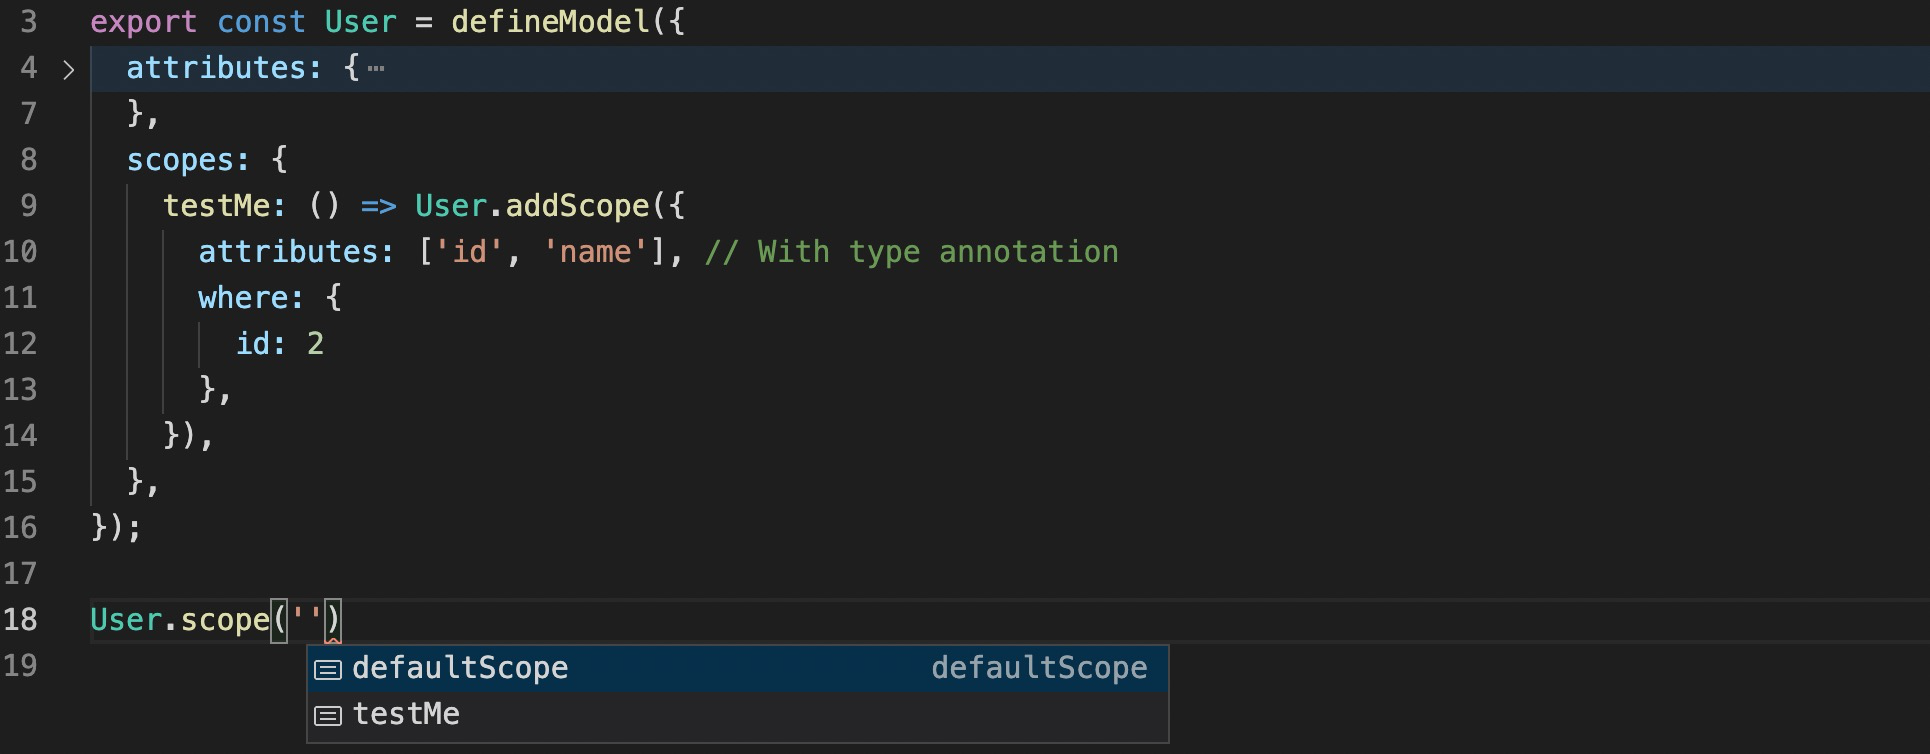 3 export const User = defineModel({
4 > attributes: { ⋯
7 },
8 scopes: {
9 testMe: () => User.addScope({
10 attributes: ['id', 'name'], // With type annotation
11 where: {
12 id: 2
13 },
14 }),
15 },
16 });
17
18 User.scope('')
19
defaultScope defaultScope
testMe